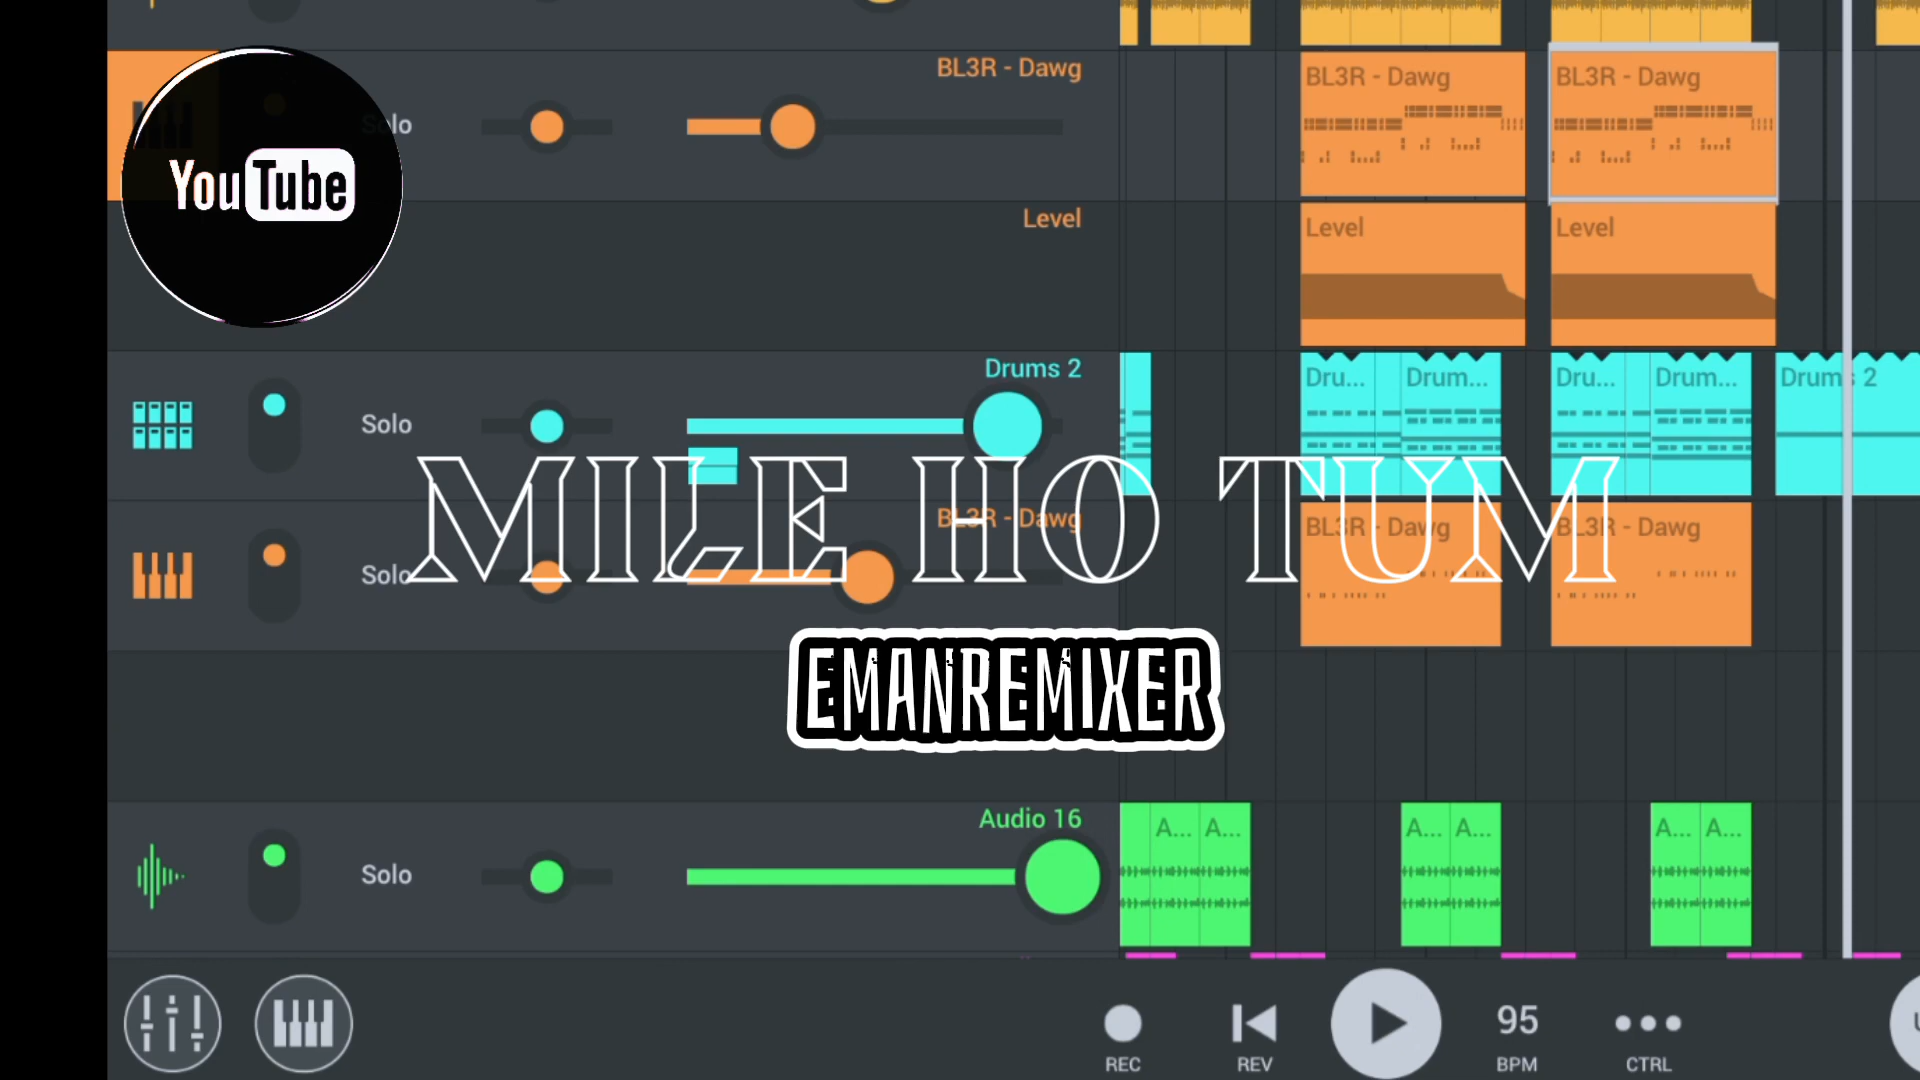 BL3R - Dawg
BL3R - Dawg
BL3R - Dawg
Solo
YouTube
Level
Level
Level
Drums 2
Dru...
Drum...
Dru...
Drum...
Drums 2
Solo
MILE HO TUM
BL3R - Dawg
BL3R - Dawg
BL3R - Dawg
Solo
EMANREMIXER
Audio 16
A...
A...
A...
A...
A...
A...
Solo
95
REC
REV
BPM
CTRL